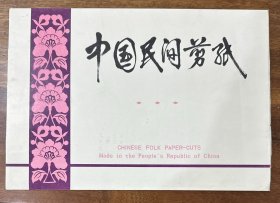 中国民间剪纸
CHINESE FOLK PAPER-CUTS
Made in the People's Republic of China